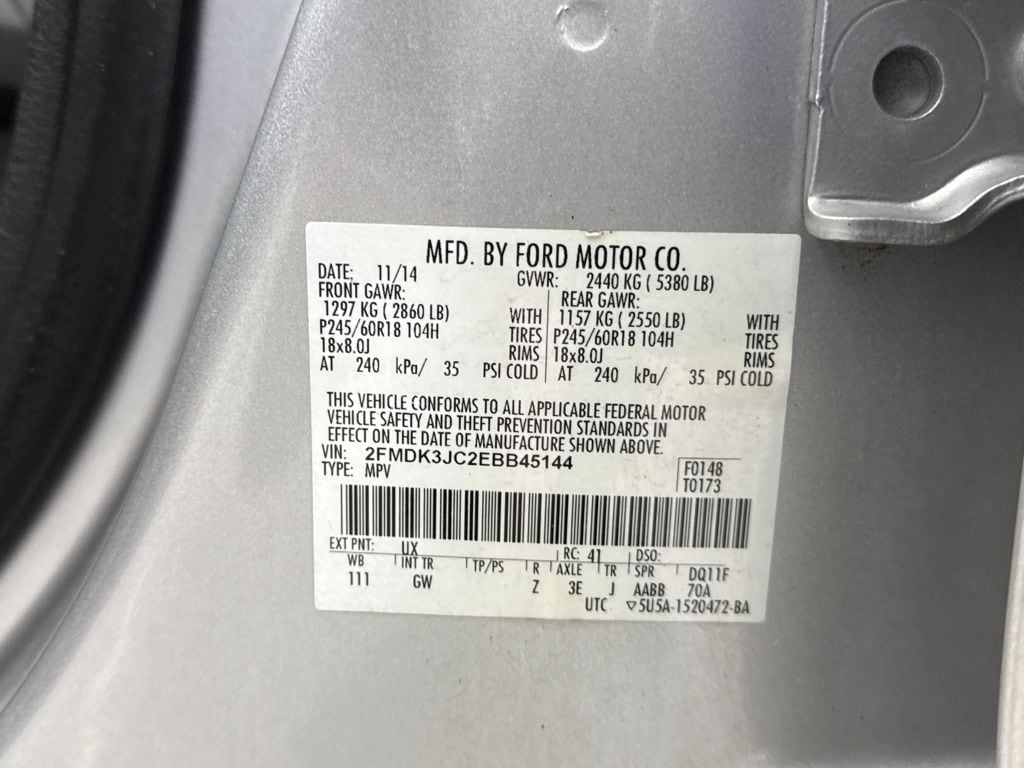 MFD. BY FORD MOTOR CO.
DATE: 11/14 GVWR: 2440 KG ( 5380 LB)
FRONT GAWR: REAR GAWR:
1297 KG ( 2860 LB) WITH 1157 KG ( 2550 LB) WITH
P245/60R18 104H TIRES P245/60R18 104H TIRES
18x8.0J RIMS 18x8.0J RIMS
AT 240 kPa/ 35 PSI COLD AT 240 kPa/ 35 PSI COLD
THIS VEHICLE CONFORMS TO ALL APPLICABLE FEDERAL MOTOR
VEHICLE SAFETY AND THEFT PREVENTION STANDARDS IN
EFFECT ON THE DATE OF MANUFACTURE SHOWN ABOVE.
VIN: 2FMDK3JC2EBB45144
TYPE: MPV
F0148
T0173
EXT PNT: UX RC: 41 DSO:
WB INT TR TP/PS R AXLE TR SPR DQ11F
111 GW Z 3E J AABB 70A
UTC ▽5U5A-1520472-BA